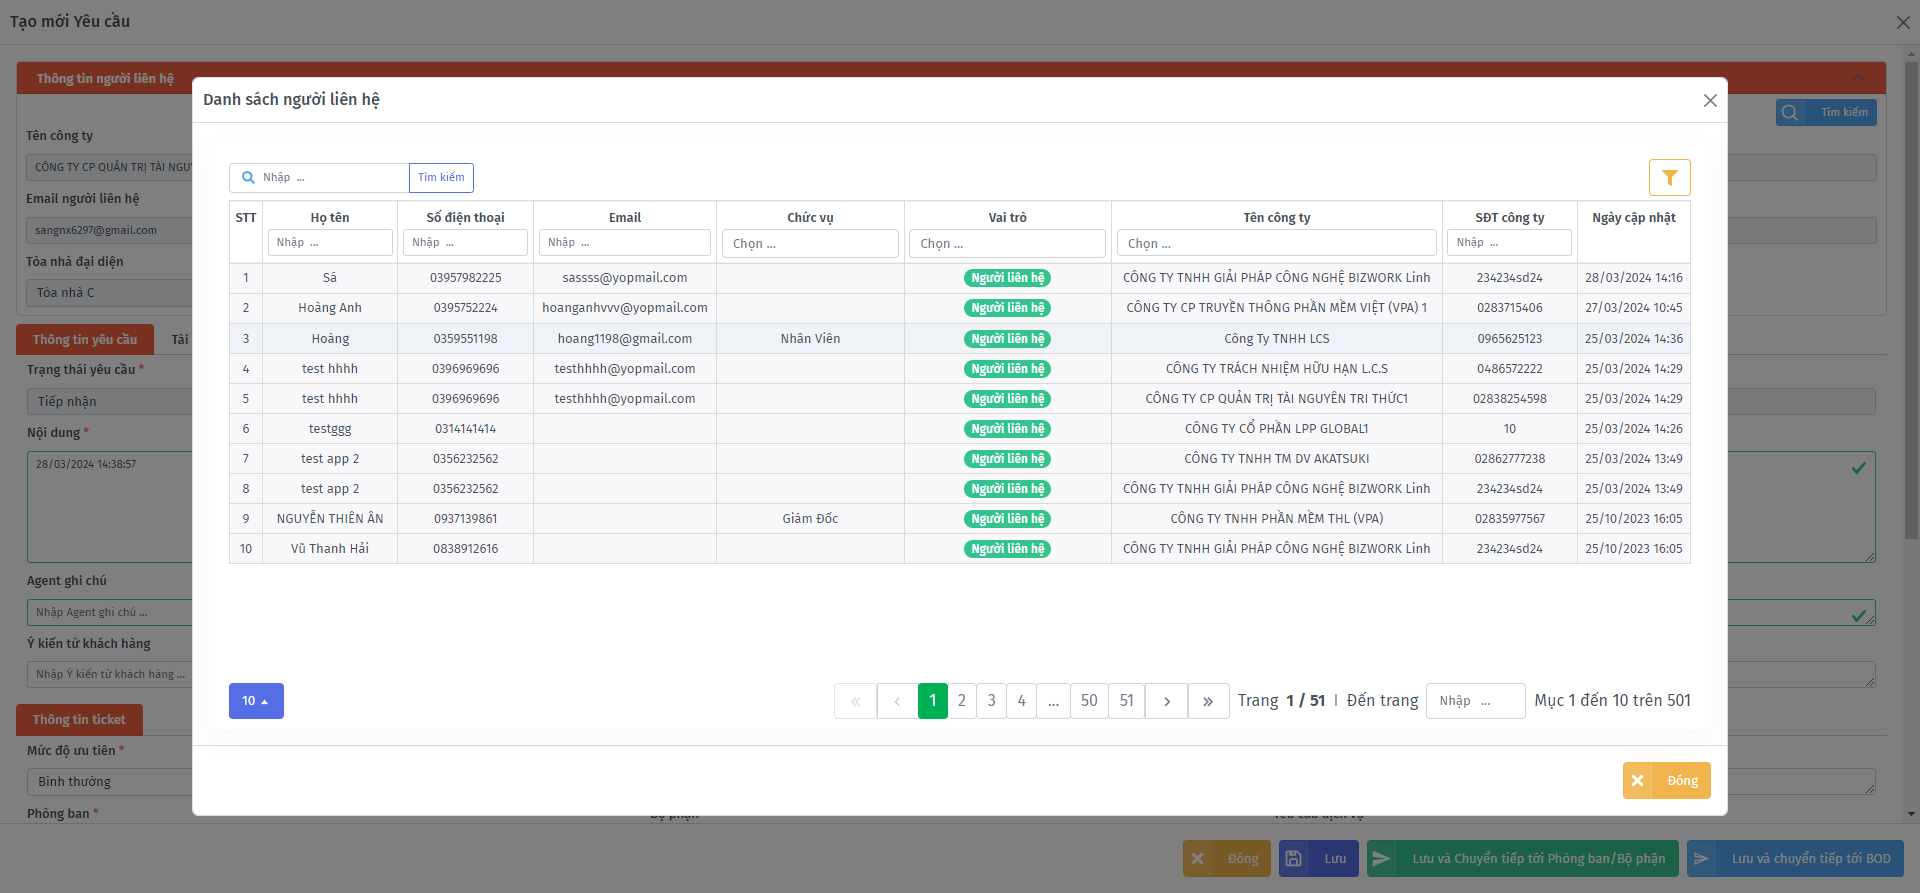 Tạo mới Yêu cầu
Thông tin người liên hệ
Tìm kiếm
Tên công ty
CÔNG TY CP QUẢN TRỊ TÀI
Email người liên hệ
sangnx6297@gmail.com
Tòa nhà đại diện
Tòa nhà C
Thông tin yêu cầu
Tài
Trạng thái yêu cầu *
Tiếp nhận
Nội dung *
28/03/2024 14:38:57
Agent ghi chú
Nhập Agent ghi chú ...
Ý kiến từ khách hàng
Nhập Ý kiến từ khách hàng ...
Thông tin ticket
Mức độ ưu tiên *
Bình thường
Phòng ban *
Bộ phận
Yêu cầu dịch vụ
Danh sách người liên hệ
Nhập ...
Tìm kiếm
STT Họ tên Số điện thoại Email Chức vụ Vai trò Tên công ty SĐT công ty Ngày cập nhật
Nhập ... Nhập ... Nhập ... Chọn ... Chọn ... Chọn ... Nhập ...
1 Sá 03957982225 sassss@yopmail.com Người liên hệ CÔNG TY TNHH GIẢI PHÁP CÔNG NGHỆ BIZWORK Linh 234234sd24 28/03/2024 14:16
2 Hoàng Anh 0395752224 hoanganhvvv@yopmail.com Người liên hệ CÔNG TY CP TRUYỀN THÔNG PHẦN MỀM VIỆT (VPA) 1 0283715406 27/03/2024 10:45
3 Hoàng 0359551198 hoang1198@gmail.com Nhân Viên Người liên hệ Công Ty TNHH LCS 0965625123 25/03/2024 14:36
4 test hhhh 0396969696 testhhhh@yopmail.com Người liên hệ CÔNG TY TRÁCH NHIỆM HỮU HẠN L.C.S 0486572222 25/03/2024 14:29
5 test hhhh 0396969696 testhhhh@yopmail.com Người liên hệ CÔNG TY CP QUẢN TRỊ TÀI NGUYÊN TRI THỨC1 02838254598 25/03/2024 14:29
6 testggg 0314141414 Người liên hệ CÔNG TY CỔ PHẦN LPP GLOBAL1 10 25/03/2024 14:26
7 test app 2 0356232562 Người liên hệ CÔNG TY TNHH TM DV AKATSUKI 02862777238 25/03/2024 13:49
8 test app 2 0356232562 Người liên hệ CÔNG TY TNHH GIẢI PHÁP CÔNG NGHỆ BIZWORK Linh 234234sd24 25/03/2024 13:49
9 NGUYỄN THIÊN ÂN 0937139861 Giám Đốc Người liên hệ CÔNG TY TNHH PHẦN MỀM THL (VPA) 02835977567 25/10/2023 16:05
10 Vũ Thanh Hải 0838912616 Người liên hệ CÔNG TY TNHH GIẢI PHÁP CÔNG NGHỆ BIZWORK Linh 234234sd24 25/10/2023 16:05
10
« ‹ 1 2 3 4 ... 50 51 › » Trang 1 / 51 | Đến trang Nhập ... Mục 1 đến 10 trên 501
Đóng
Đóng
Lưu
Lưu và Chuyển tiếp tới Phòng ban/Bộ phận
Lưu và chuyển tiếp tới BOD